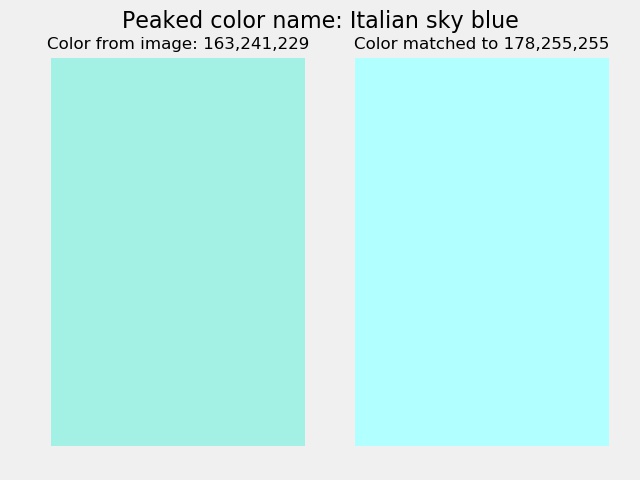 Peaked color name: Italian sky blue
Color from image: 163,241,229
Color matched to 178,255,255